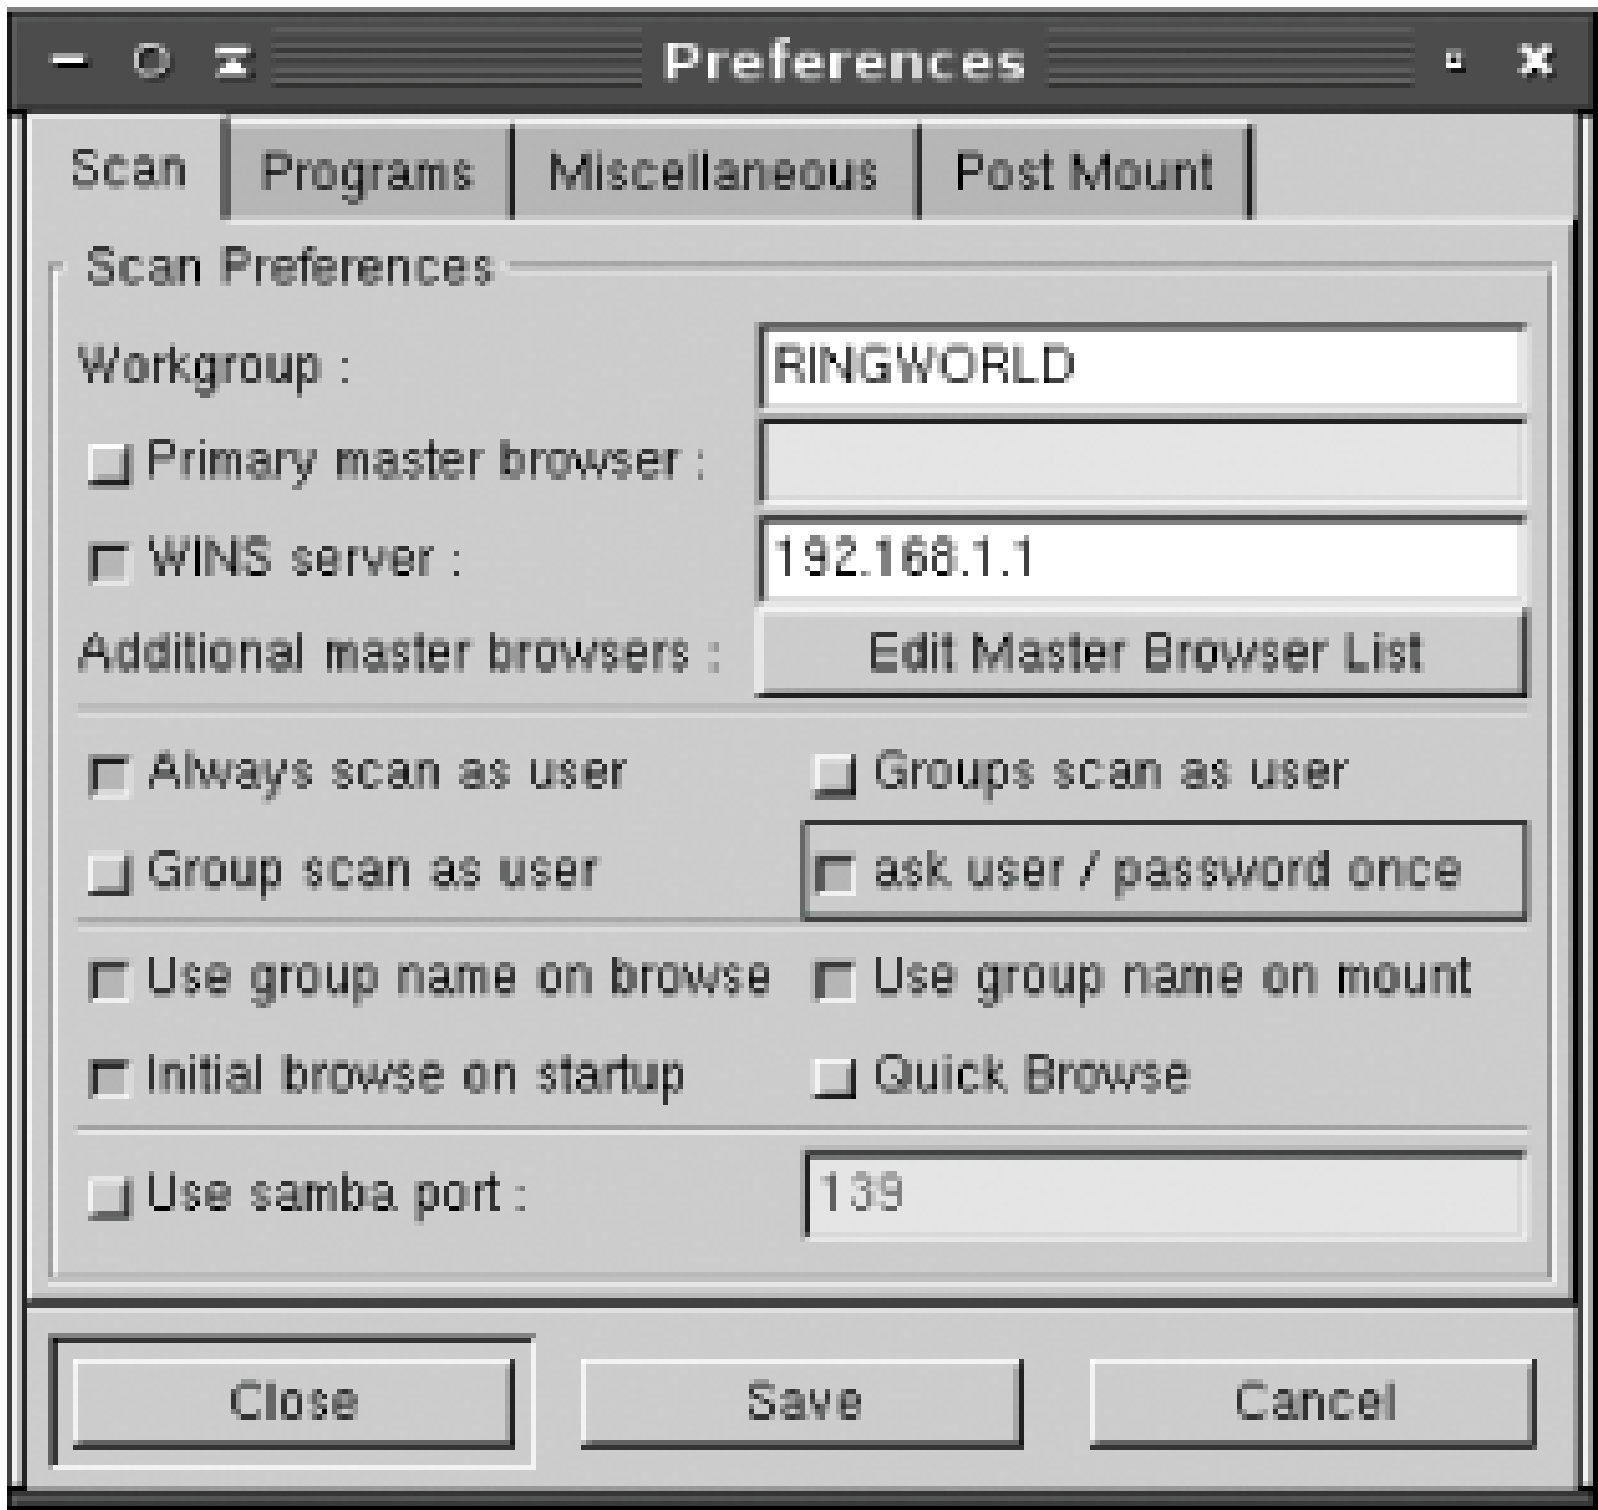 Preferences
Scan Programs Miscellaneous Post Mount
Scan Preferences
Workgroup : RINGWORLD
Primary master browser :
WINS server : 192.168.1.1
Additional master browsers : Edit Master Browser List
Always scan as user Groups scan as user
Group scan as user ask user / password once
Use group name on browse Use group name on mount
Initial browse on startup Quick Browse
Use samba port : 139
Close Save Cancel